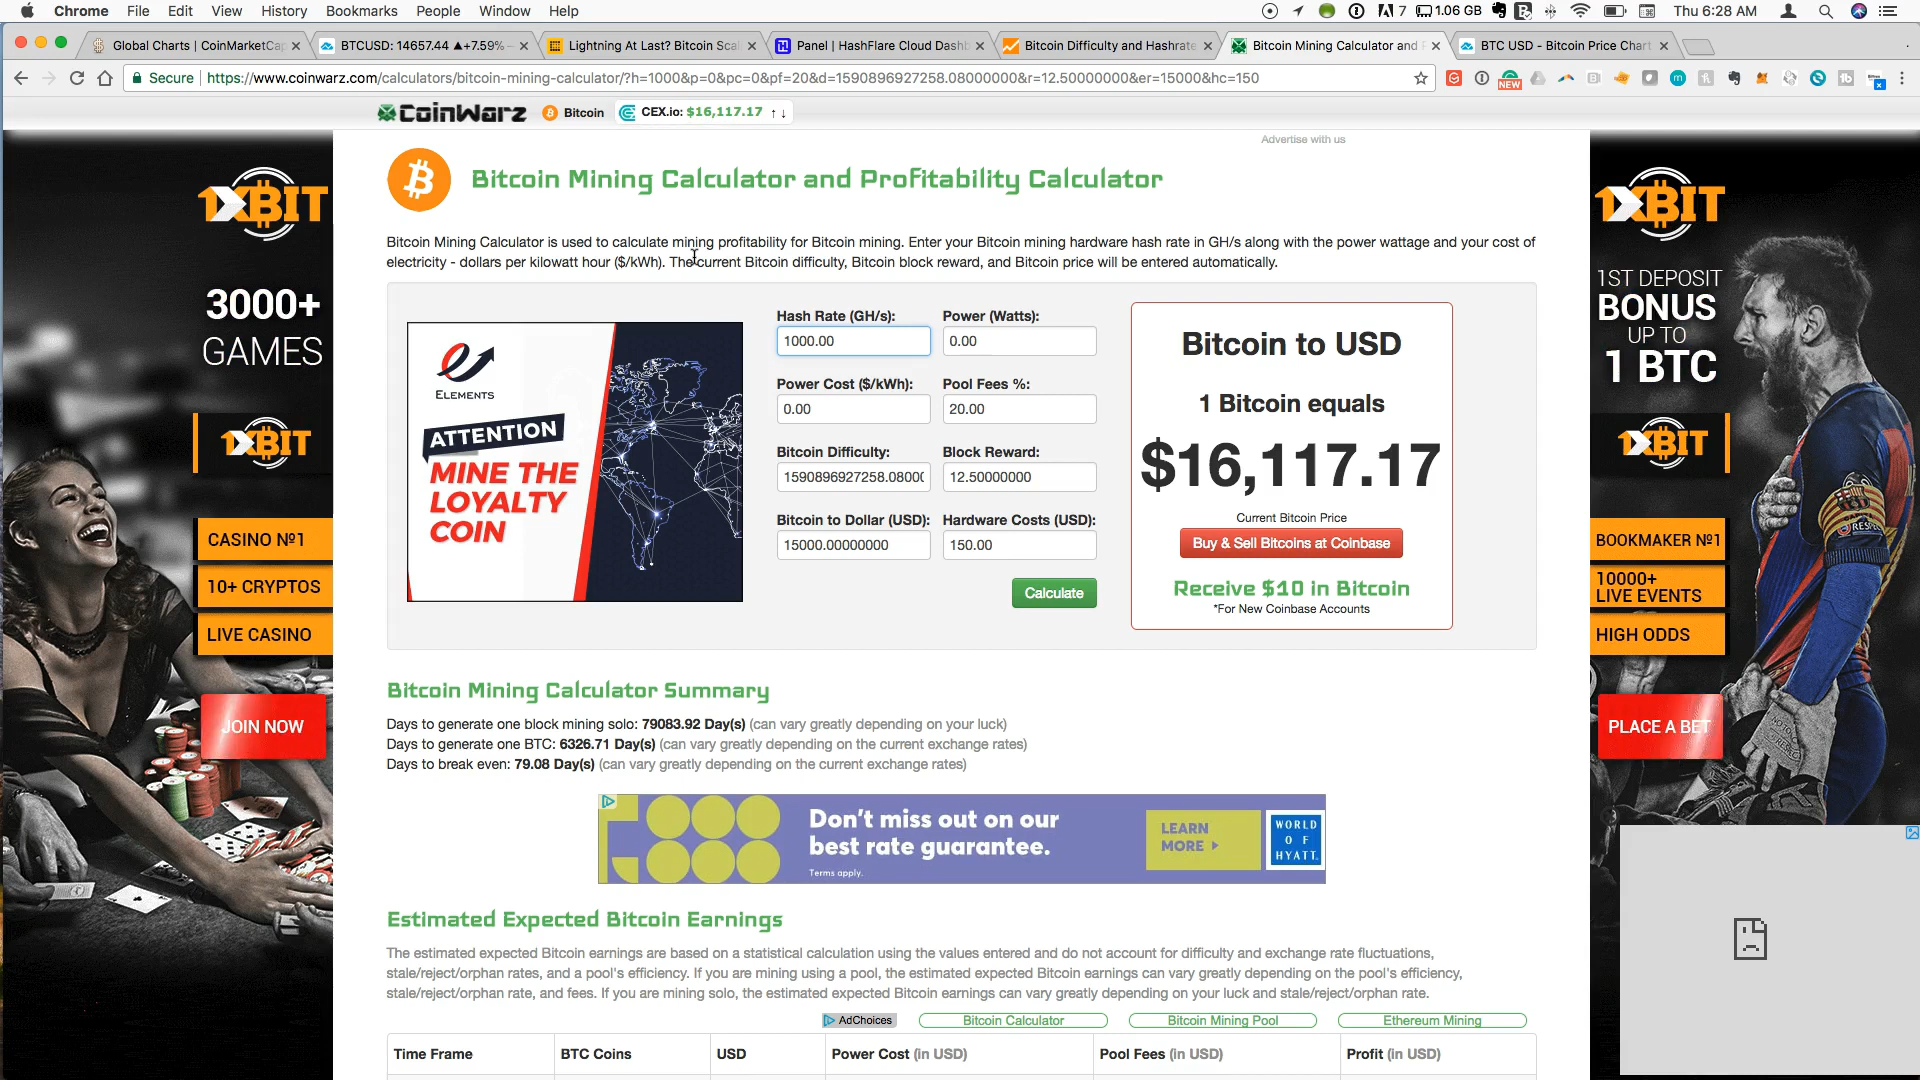 Chrome File Edit View History Bookmarks People Window Help
7 1.06 GB Thu 6:28 AM
Global Charts | CoinMarketCap
BTCUSD: 14657.44 ▲+7.59%
Lightning At Last? Bitcoin Scal
Panel | HashFlare Cloud Dashb
Bitcoin Difficulty and Hashrate
Bitcoin Mining Calculator and P
BTC USD - Bitcoin Price Chart
Secure https://www.coinwarz.com/calculators/bitcoin-mining-calculator/?h=1000&p=0&pc=0&pf=20&d=1590896927258.08000000&r=12.50000000&er=15000&hc=150
NEW
CoinWarz Bitcoin CEX.io: $16,117.17 ↑ ↓
Advertise with us
Bitcoin Mining Calculator and Profitability Calculator
Bitcoin Mining Calculator is used to calculate mining profitability for Bitcoin mining. Enter your Bitcoin mining hardware hash rate in GH/s along with the power wattage and your cost of
electricity - dollars per kilowatt hour ($/kWh). The current Bitcoin difficulty, Bitcoin block reward, and Bitcoin price will be entered automatically.
1XBIT
3000+
GAMES
1XBIT
CASINO Nº1
10+ CRYPTOS
LIVE CASINO
JOIN NOW
ELEMENTS
ATTENTION
MINE THE
LOYALTY
COIN
Hash Rate (GH/s): Power (Watts):
1000.00 0.00
Power Cost ($/kWh): Pool Fees %:
0.00 20.00
Bitcoin Difficulty: Block Reward:
1590896927258.0800( 12.50000000
Bitcoin to Dollar (USD): Hardware Costs (USD):
15000.00000000 150.00
Calculate
Bitcoin to USD
1 Bitcoin equals
$16,117.17
Current Bitcoin Price
Buy & Sell Bitcoins at Coinbase
Receive $10 in Bitcoin
*For New Coinbase Accounts
1XBIT
1ST DEPOSIT
BONUS
UP TO
1 BTC
1XBIT
BOOKMAKER Nº1
10000+
LIVE EVENTS
HIGH ODDS
PLACE A BET
Bitcoin Mining Calculator Summary
Days to generate one block mining solo: 79083.92 Day(s) (can vary greatly depending on your luck)
Days to generate one BTC: 6326.71 Day(s) (can vary greatly depending on the current exchange rates)
Days to break even: 79.08 Day(s) (can vary greatly depending on the current exchange rates)
Don't miss out on our
best rate guarantee.
Terms apply.
LEARN
MORE
WORLD
OF
HYATT
Estimated Expected Bitcoin Earnings
The estimated expected Bitcoin earnings are based on a statistical calculation using the values entered and do not account for difficulty and exchange rate fluctuations,
stale/reject/orphan rates, and a pool's efficiency. If you are mining using a pool, the estimated expected Bitcoin earnings can vary greatly depending on the pool's efficiency,
stale/reject/orphan rate, and fees. If you are mining solo, the estimated expected Bitcoin earnings can vary greatly depending on your luck and stale/reject/orphan rate.
AdChoices Bitcoin Calculator Bitcoin Mining Pool Ethereum Mining
Time Frame BTC Coins USD Power Cost (in USD) Pool Fees (in USD) Profit (in USD)